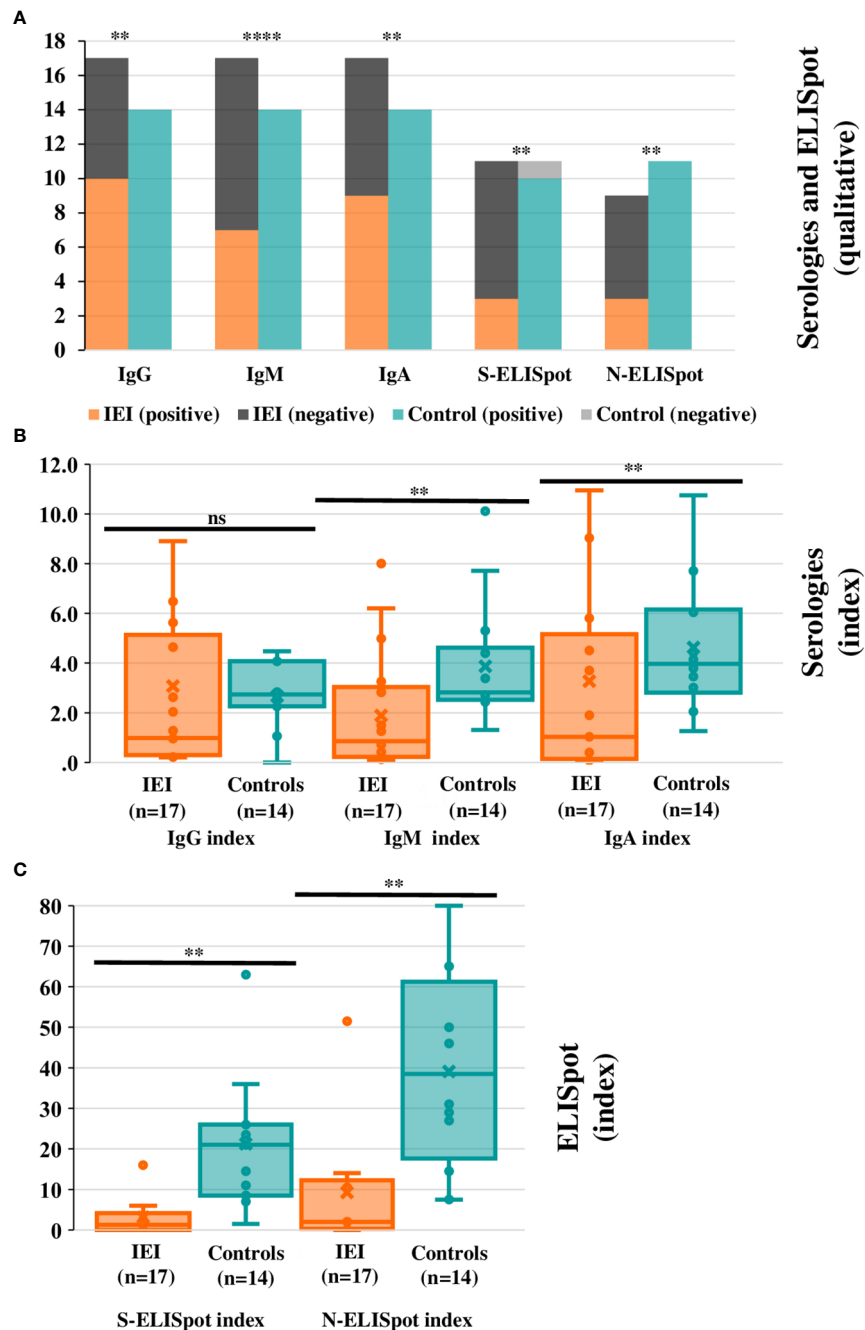 A
** **** ** ** **
18
16
14
12
10
8
6
4
2
0
IgG IgM IgA S-ELISpot N-ELISpot
IEI (positive) IEI (negative) Control (positive) Control (negative)
Serologies and ELISpot
(qualitative)
B
12.0
10.0
8.0
6.0
4.0
2.0
.0
ns ** **
IEI Controls IEI Controls IEI Controls
(n=17) (n=14) (n=17) (n=14) (n=17) (n=14)
IgG index IgM index IgA index
Serologies
(index)
C
80
70
60
50
40
30
20
10
0
** **
IEI Controls IEI Controls
(n=17) (n=14) (n=17) (n=14)
S-ELISpot index N-ELISpot index
ELISpot
(index)